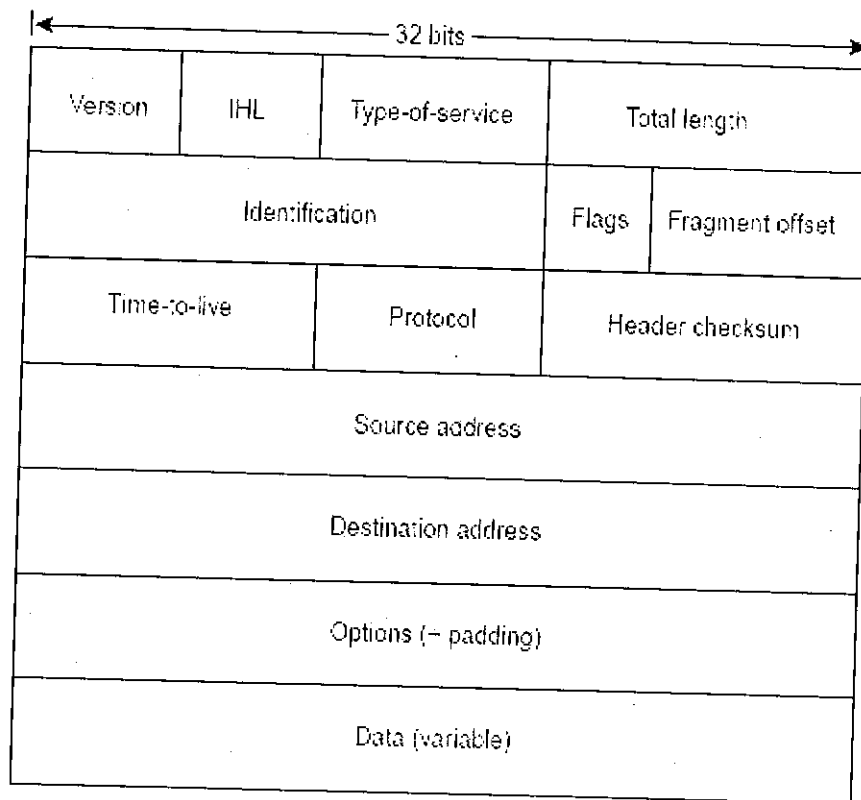 32 bits
Version IHL Type-of-service Total length
Identification Flags Fragment offset
Time-to-live Protocol Header checksum
Source address
Destination address
Options (+ padding)
Data (variable)